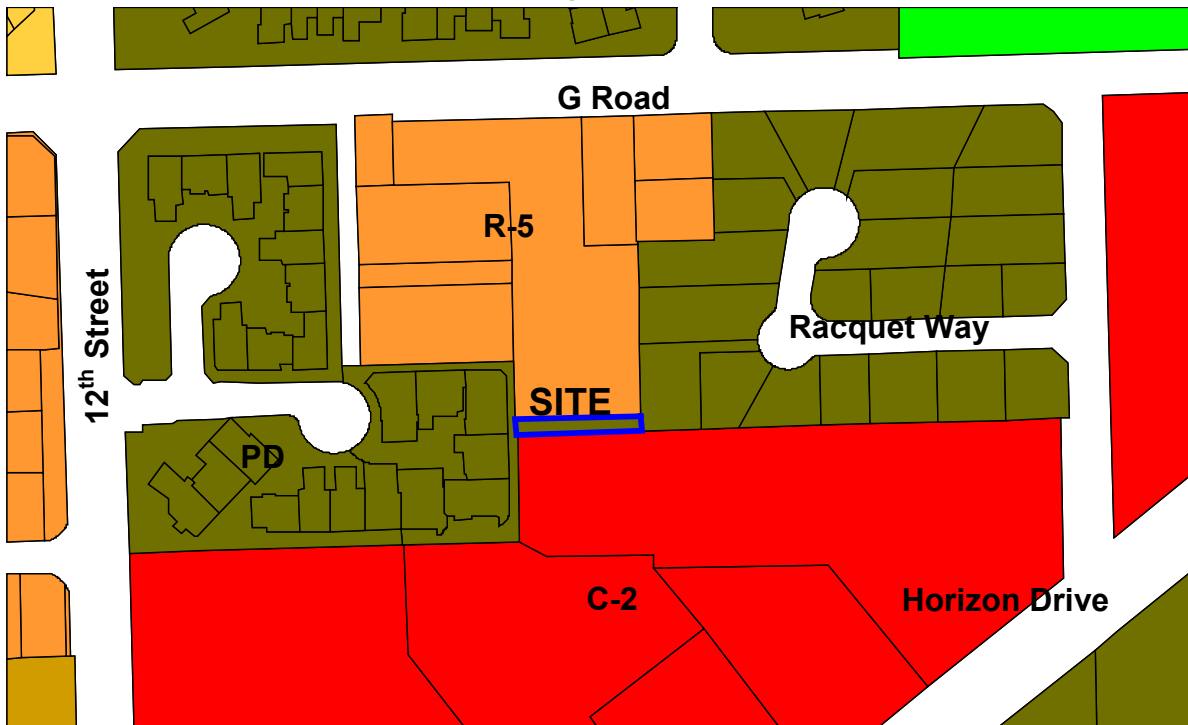 G Road
R-5
12th Street
Racquet Way
SITE
PD
C-2
Horizon Drive